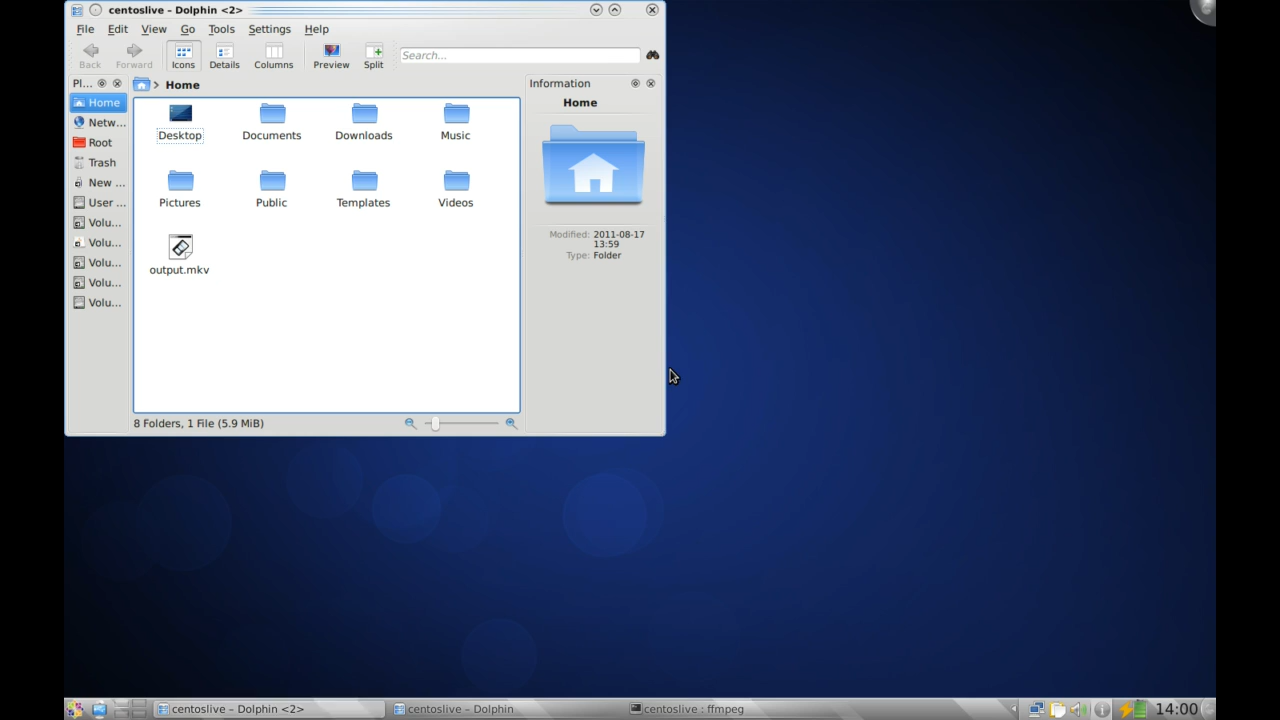 centoslive – Dolphin <2>
File Edit View Go Tools Settings Help
Back Forward Icons Details Columns Preview Split Search...
Pl... > Home Information
Home
Netw...
Root
Trash
New ...
User ...
Volu...
Volu...
Volu...
Volu...
Volu...
Desktop Documents Downloads Music
Pictures Public Templates Videos
output.mkv
Home
Modified: 2011-08-17
13:59
Type: Folder
8 Folders, 1 File (5.9 MiB)
centoslive – Dolphin <2> centoslive – Dolphin centoslive : ffmpeg 14:00